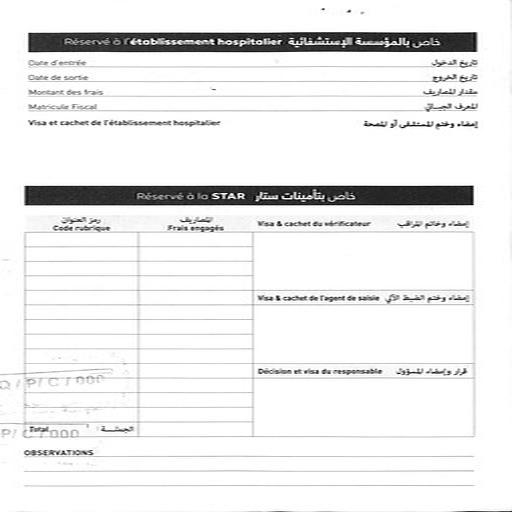 Réservé à l'établissement hospitalier خاص بالمؤسسة الإستشفائية
Date d'entrée تاريخ الدخول
Date de sortie تاريخ الخروج
Montant des frais مقدار المصاريف
Matricule Fiscal المعرف الجبائي
Visa et cachet de l'établissement hospitalier إمضاء وختم المستشفى أو المصحة
Réservé à la STAR خاص بتأمينات ستار
رمز العنوان المصاريف
Code rubrique Frais engagés Visa & cachet du vérificateur إمضاء وخاتم المراقب
Visa & cachet de l'agent de saisie إمضاء وختم الضبط الآلي
Décision et visa du responsable قرار وإمضاء المسؤول
/ P/ C / 000
Total الجملة
P/ C / 000
OBSERVATIONS